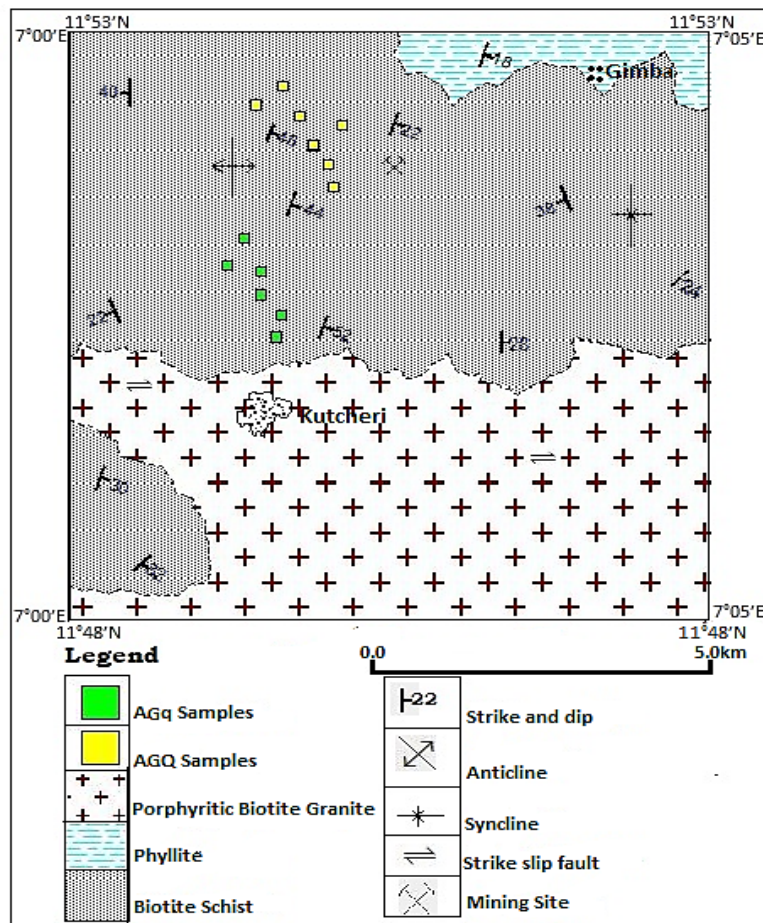 11°53'N 11°53'N
7°00'E 7°05'E
18
Gimba
40
46 22
44 38
24
22 52 28
Kutcheri
30
7°00'E 7°05'E
11°48'N 11°48'N
Legend 0.0 5.0km
AGq Samples
AGQ Samples
Porphyritic Biotite Granite
Phyllite
Biotite Schist
22 Strike and dip
Anticline
Syncline
Strike slip fault
Mining Site